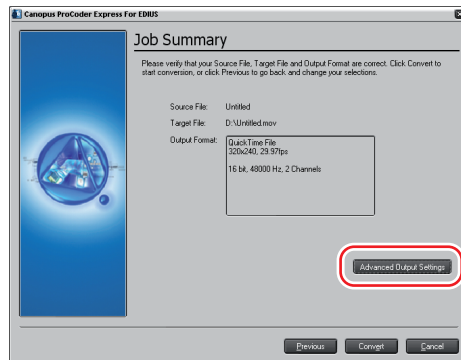 Canopus ProCoder Express For EDIUS
Job Summary
Please verify that your Source File, Target File and Output Format are correct. Click Convert to
start conversion, or click Previous to go back and change your selections.
Source File: Untitled
Target File: D:\Untitled.mov
Output Format: QuickTime File
320x240, 29.97fps
16 bit, 48000 Hz, 2 Channels
Advanced Output Settings
Previous Convert Cancel